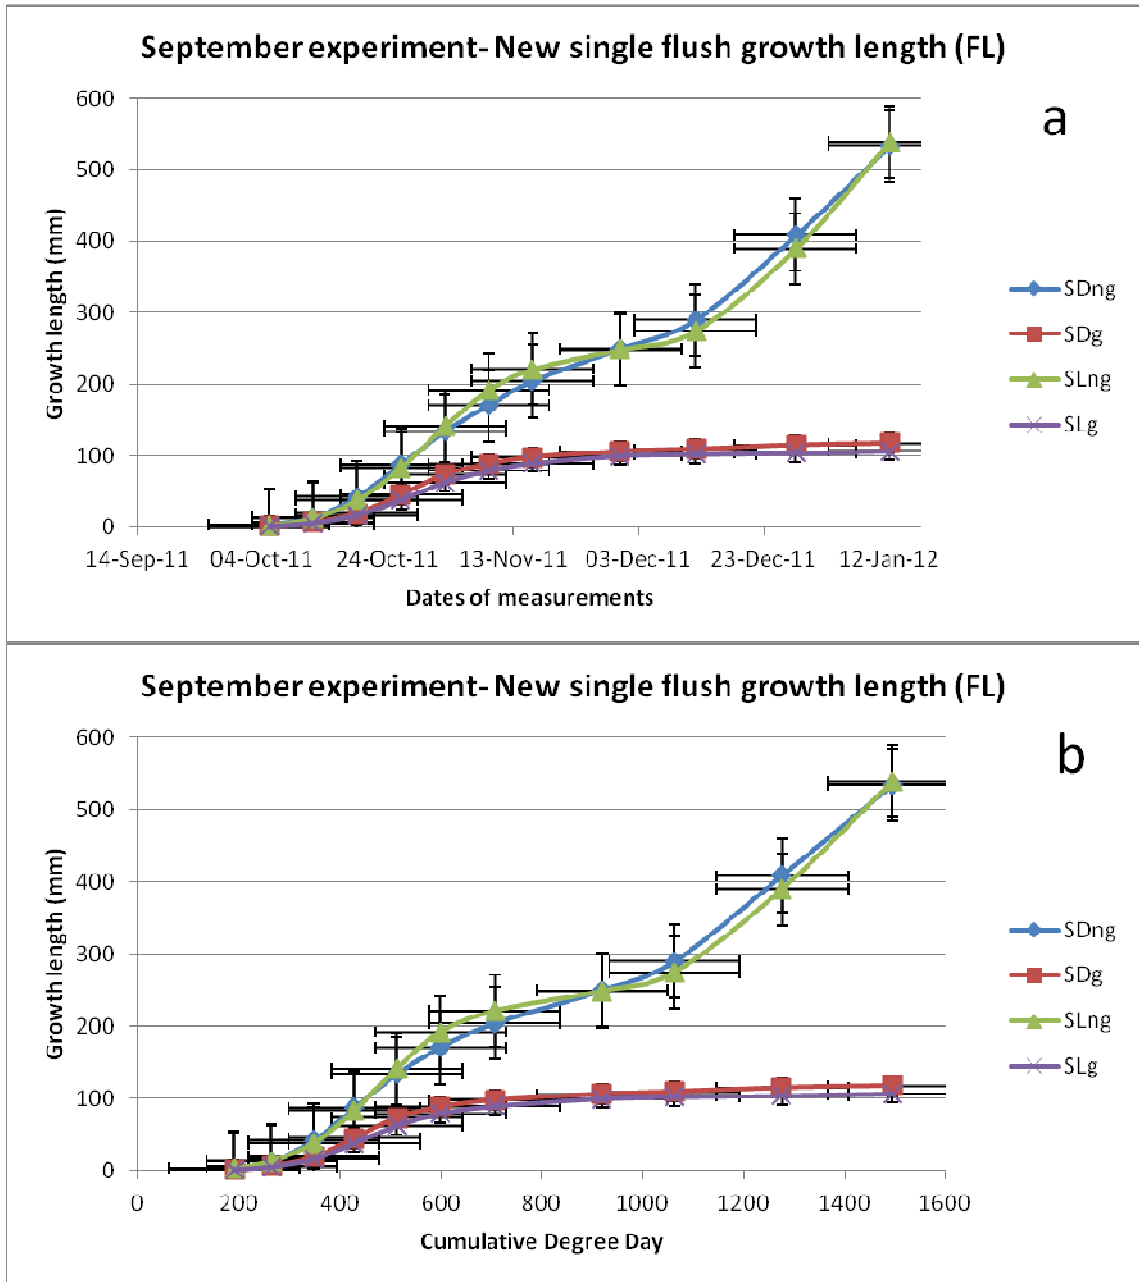 September experiment- New single flush growth length (FL)
a
600
500
400
300
200
100
0
Growth length (mm)
14-Sep-11 04-Oct-11 24-Oct-11 13-Nov-11 03-Dec-11 23-Dec-11 12-Jan-12
Dates of measurements
SDng
SDg
SLng
SLg
September experiment- New single flush growth length (FL)
b
600
500
400
300
200
100
0
Growth length (mm)
0 200 400 600 800 1000 1200 1400 1600
Cumulative Degree Day
SDng
SDg
SLng
SLg